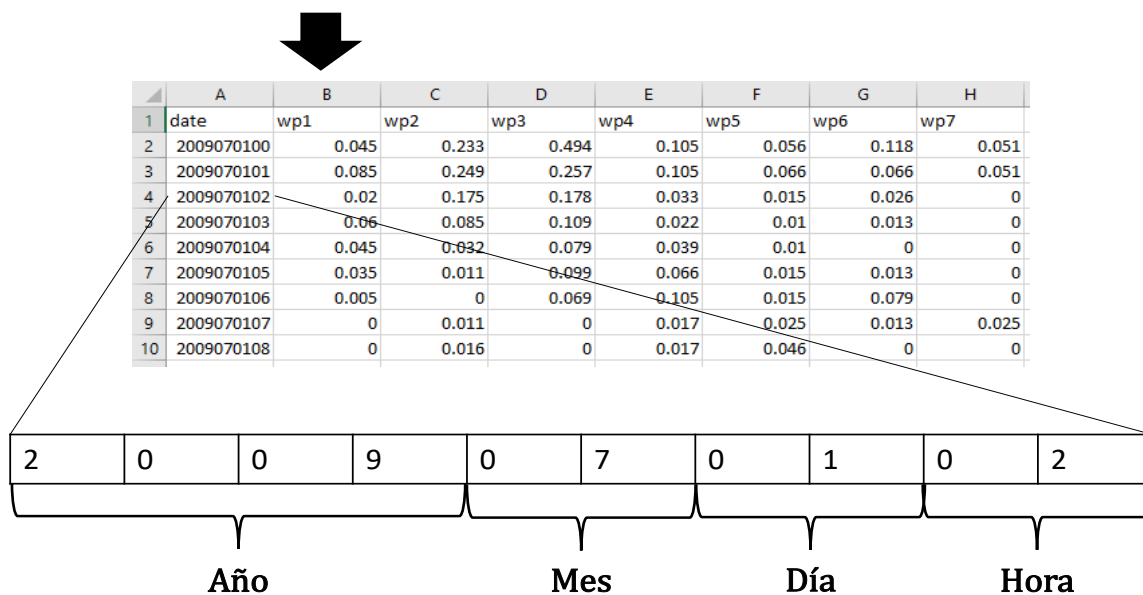 A B C D E F G H
1 date wp1 wp2 wp3 wp4 wp5 wp6 wp7
2 2009070100 0.045 0.233 0.494 0.105 0.056 0.118 0.051
3 2009070101 0.085 0.249 0.257 0.105 0.066 0.066 0.051
4 2009070102 0.02 0.175 0.178 0.033 0.015 0.026 0
5 2009070103 0.06 0.085 0.109 0.022 0.01 0.013 0
6 2009070104 0.045 0.032 0.079 0.039 0.01 0 0
7 2009070105 0.035 0.011 0.099 0.066 0.015 0.013 0
8 2009070106 0.005 0 0.069 0.105 0.015 0.079 0
9 2009070107 0 0.011 0 0.017 0.025 0.013 0.025
10 2009070108 0 0.016 0 0.017 0.046 0 0
2 0 0 9 0 7 0 1 0 2
Año Mes Día Hora